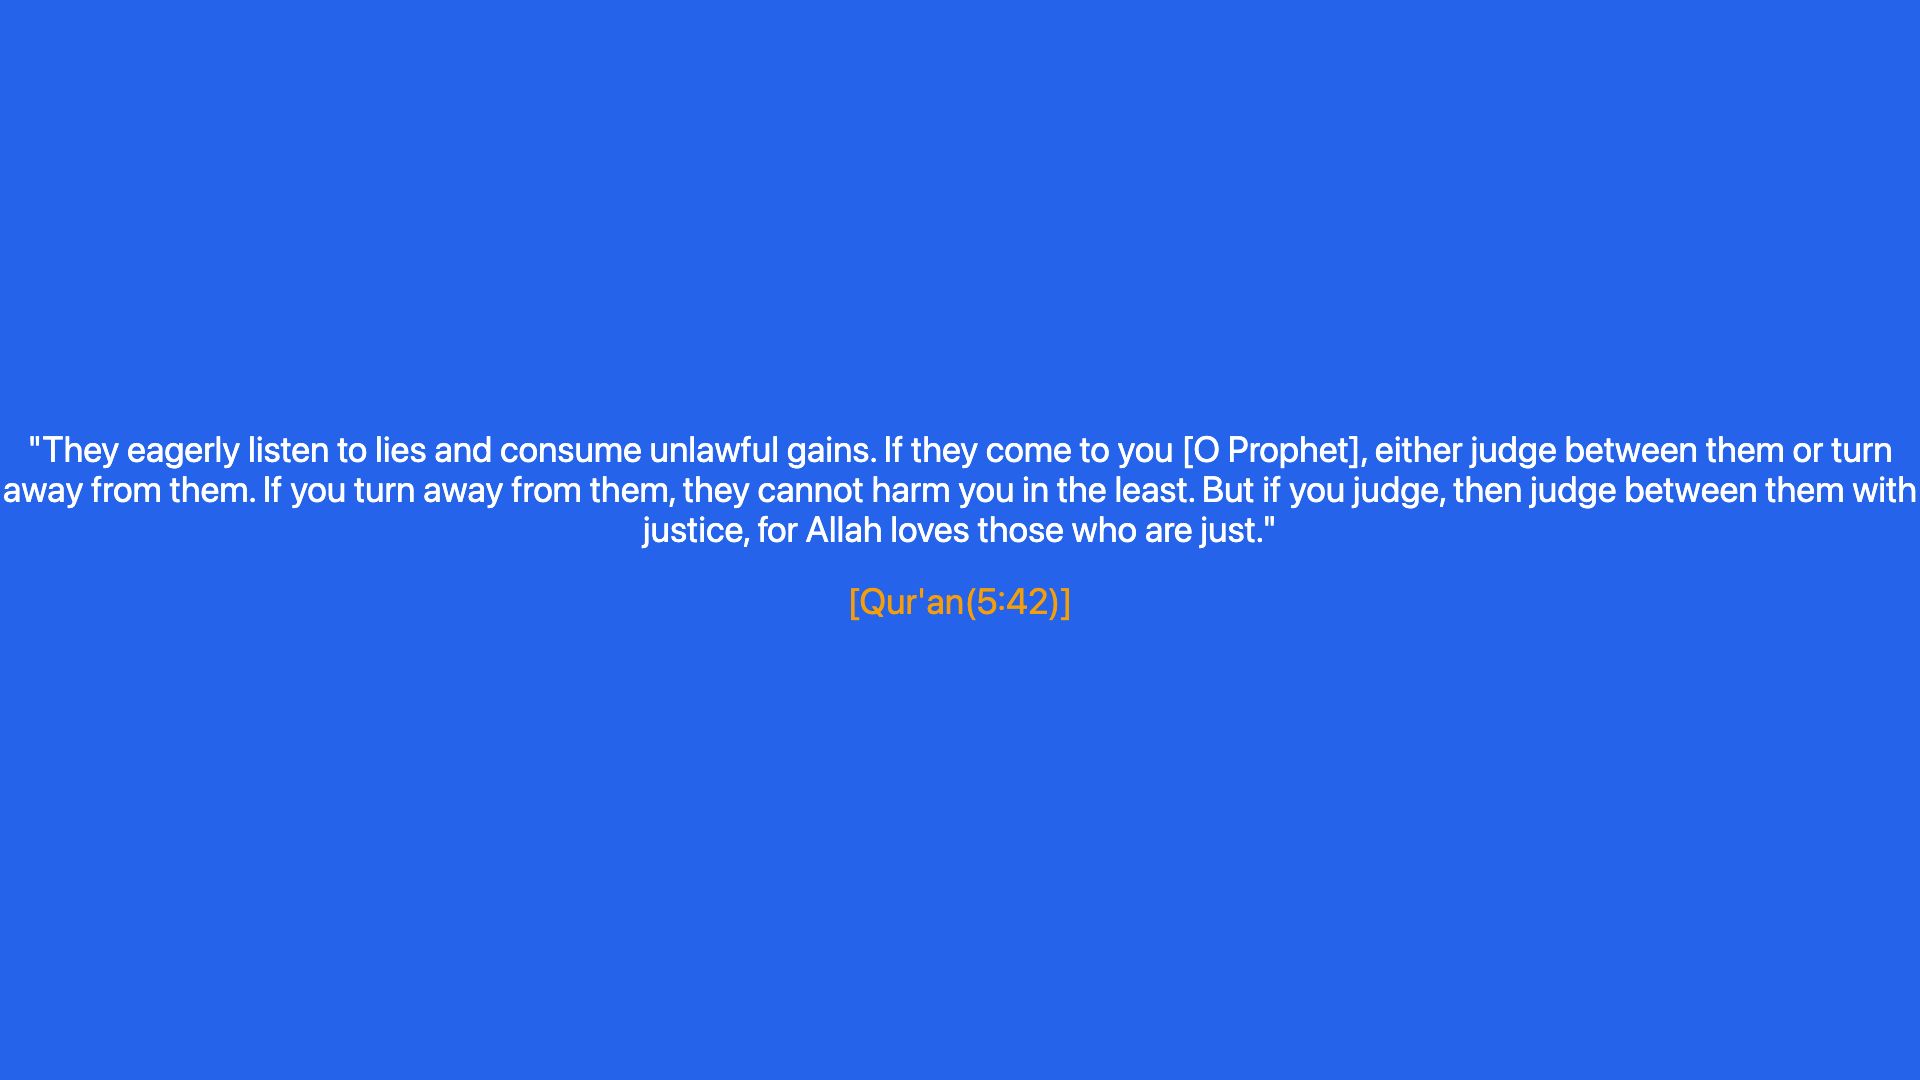 "They eagerly listen to lies and consume unlawful gains. If they come to you [O Prophet], either judge between them or turn
away from them. If you turn away from them, they cannot harm you in the least. But if you judge, then judge between them with
justice, for Allah loves those who are just."
[Qur'an(5:42)]